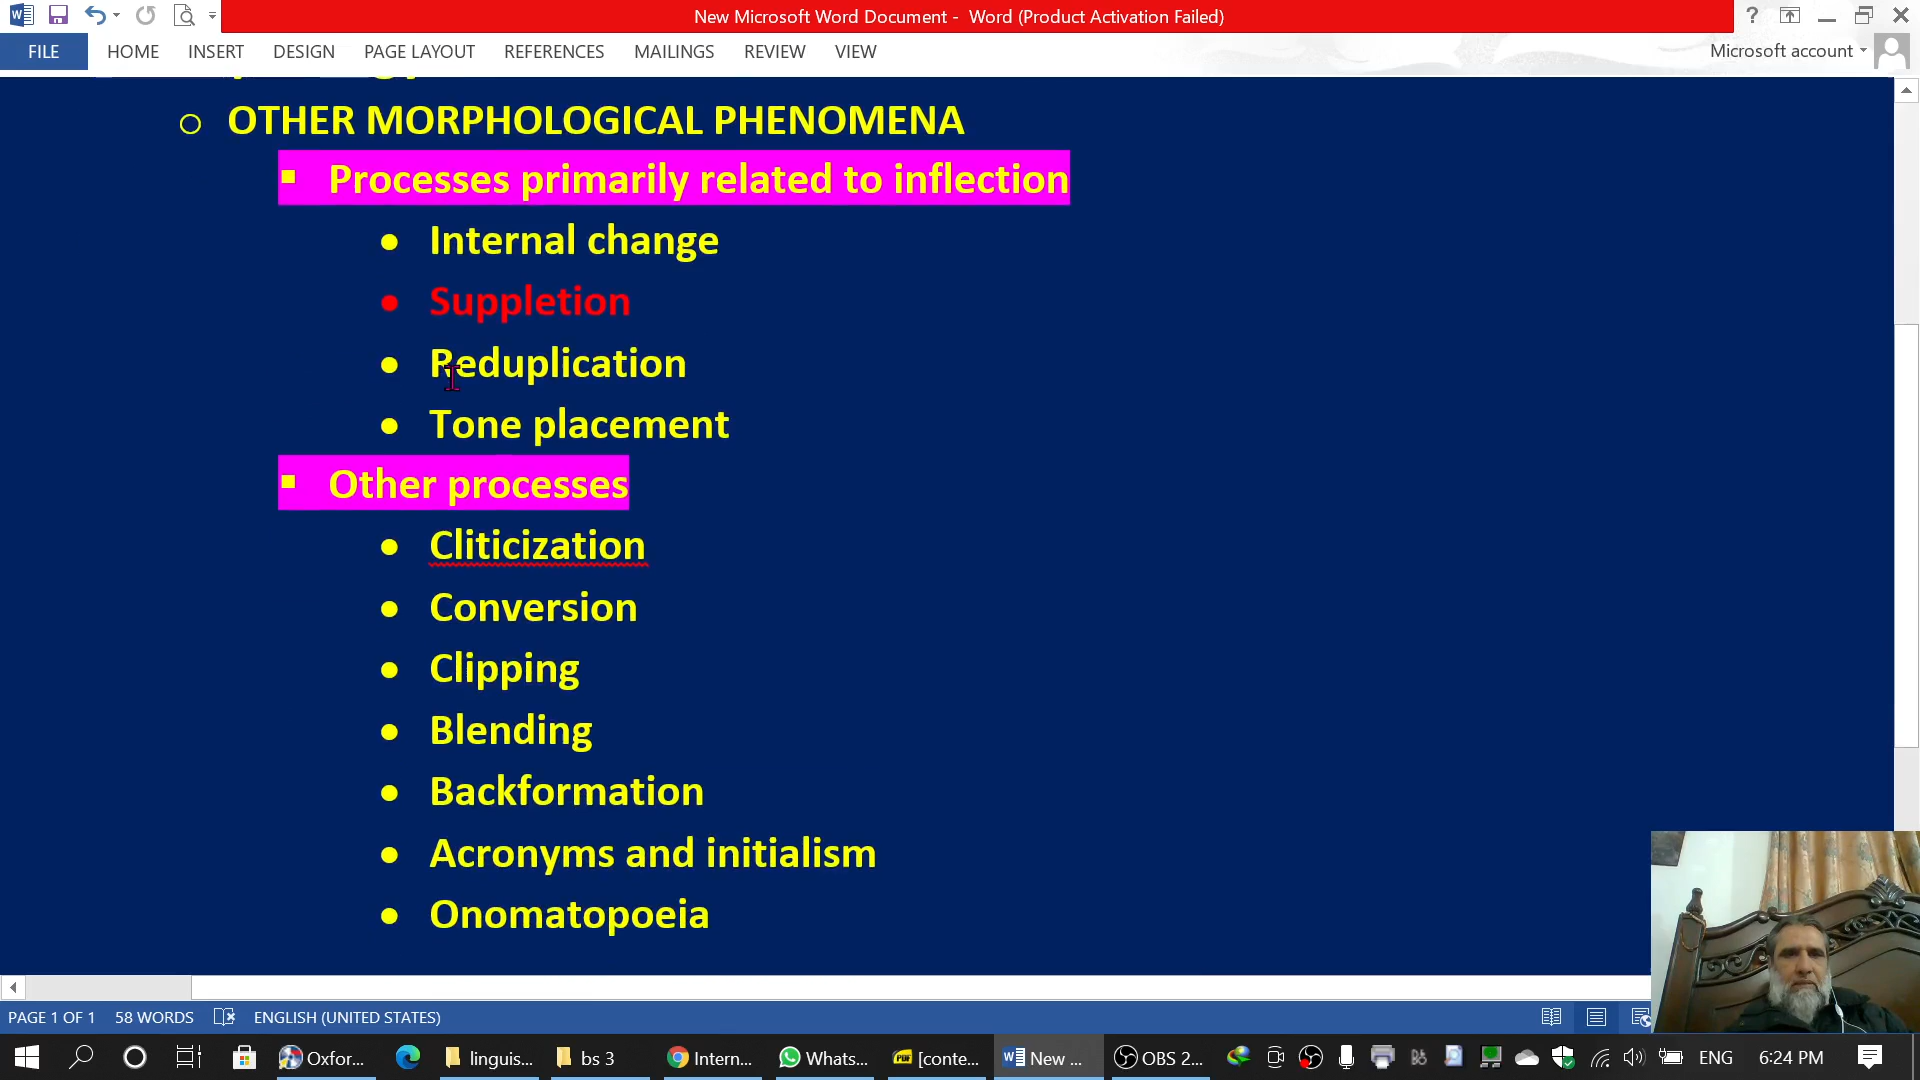 New Microsoft Word Document - Word (Product Activation Failed)
?
FILE HOME INSERT DESIGN PAGE LAYOUT REFERENCES MAILINGS REVIEW VIEW Microsoft account
OTHER MORPHOLOGICAL PHENOMENA
Processes primarily related to inflection
Internal change
Suppletion
Reduplication
Tone placement
Other processes
Cliticization
Conversion
Clipping
Blending
Backformation
Acronyms and initialism
Onomatopoeia
PAGE 1 OF 1 58 WORDS ENGLISH (UNITED STATES)
Oxfor... linguis... bs 3 Intern... Whats... [conte... New ... OBS 2... ENG 6:24 PM